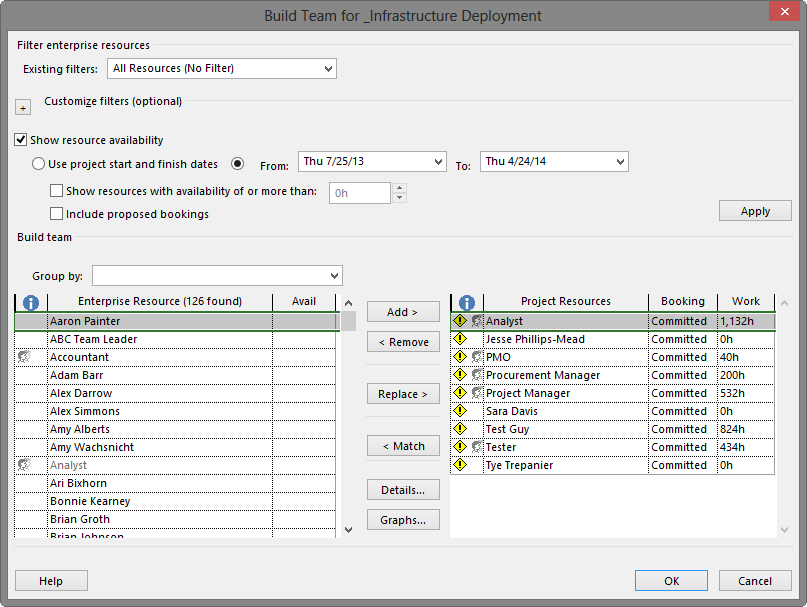 Build Team for _Infrastructure Deployment
Filter enterprise resources
Existing filters: All Resources (No Filter)
+ Customize filters (optional)
Show resource availability
Use project start and finish dates From: Thu 7/25/13 To: Thu 4/24/14
Show resources with availability of or more than: 0h
Include proposed bookings
Apply
Build team
Group by:
Enterprise Resource (126 found) Avail
Aaron Painter
ABC Team Leader
Accountant
Adam Barr
Alex Darrow
Alex Simmons
Amy Alberts
Amy Wachsnicht
Analyst
Ari Bixhorn
Bonnie Kearney
Brian Groth
Brian Johnson
Add >
< Remove
Replace >
< Match
Details...
Graphs...
Project Resources Booking Work
Analyst Committed 1,132h
Jesse Phillips-Mead Committed 0h
PMO Committed 40h
Procurement Manager Committed 200h
Project Manager Committed 532h
Sara Davis Committed 0h
Test Guy Committed 824h
Tester Committed 434h
Tye Trepanier Committed 0h
Help
OK
Cancel